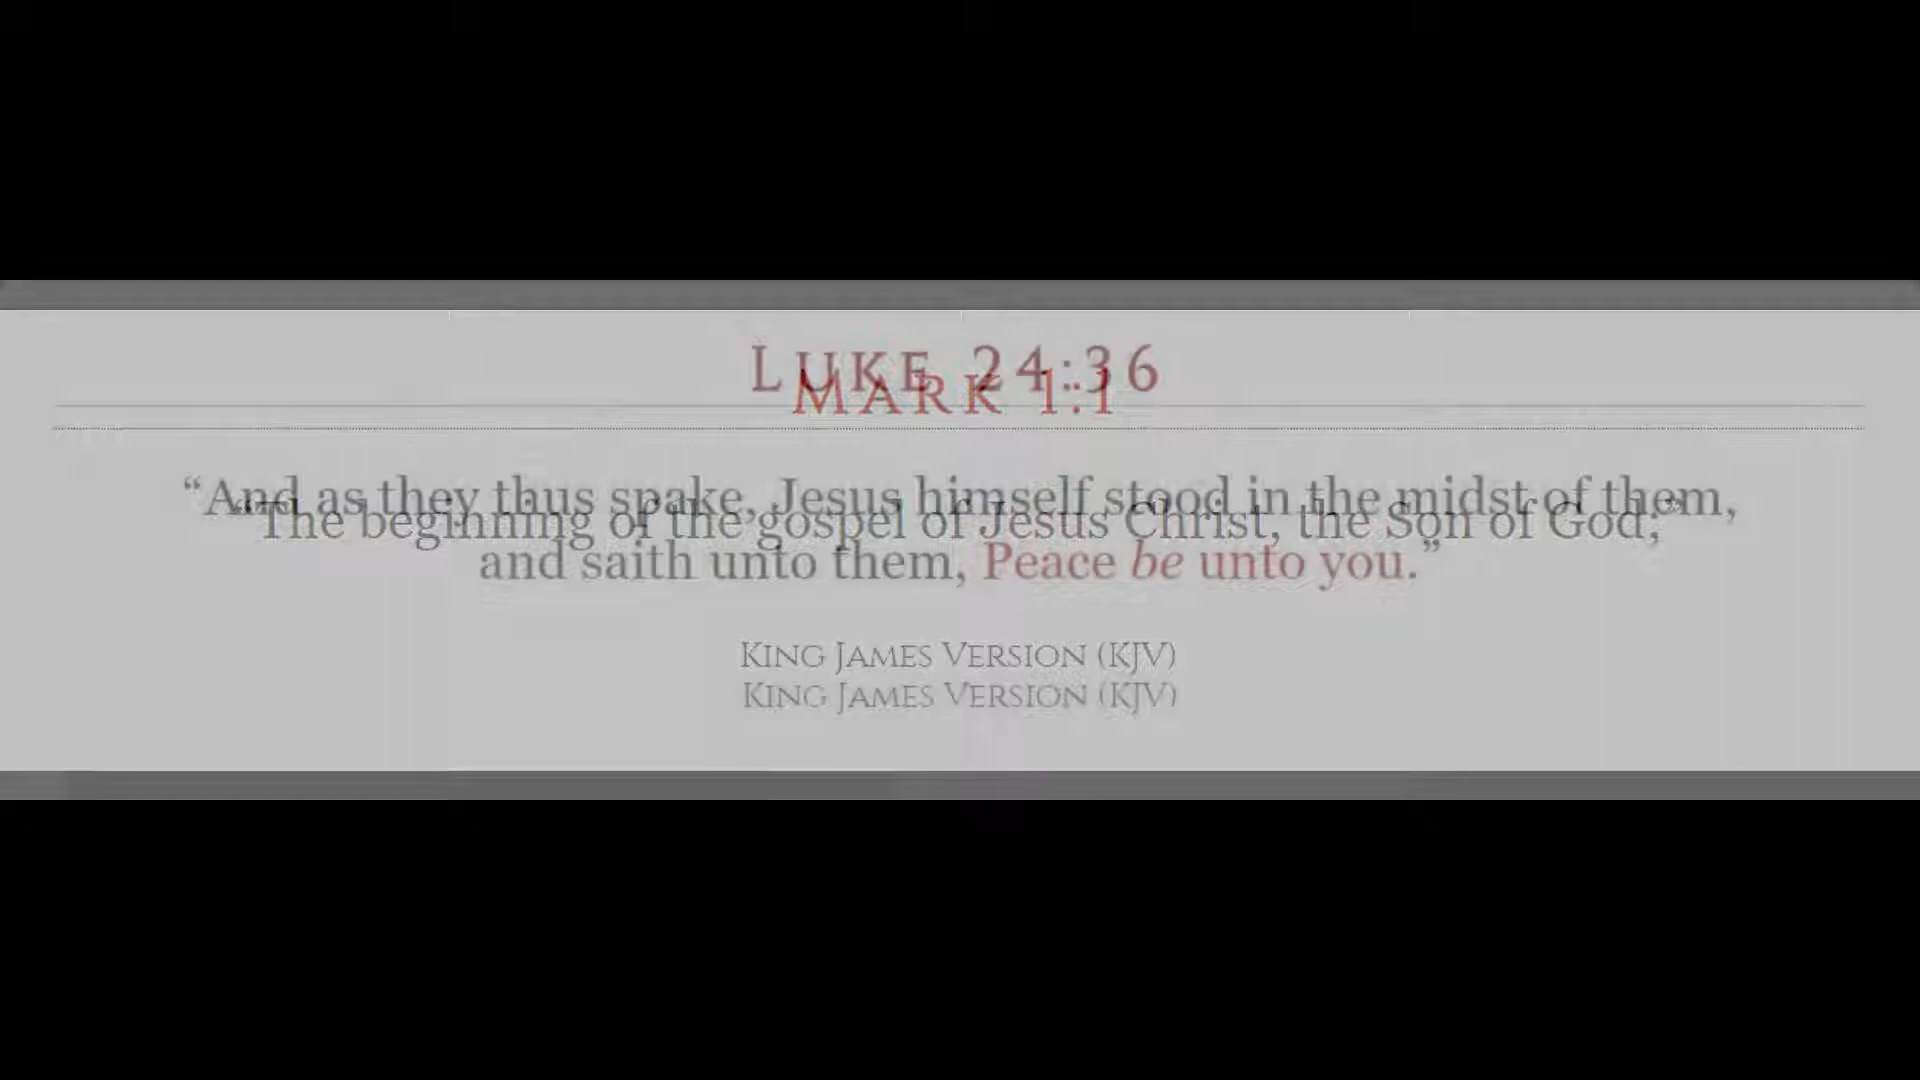 LUKE 24:36
MARK 1:1
“And as they thus spake, Jesus himself stood in the midst of them,
“The beginning of the gospel of Jesus Christ, the Son of God;”
and saith unto them, Peace be unto you.”
KING JAMES VERSION (KJV)
KING JAMES VERSION (KJV)